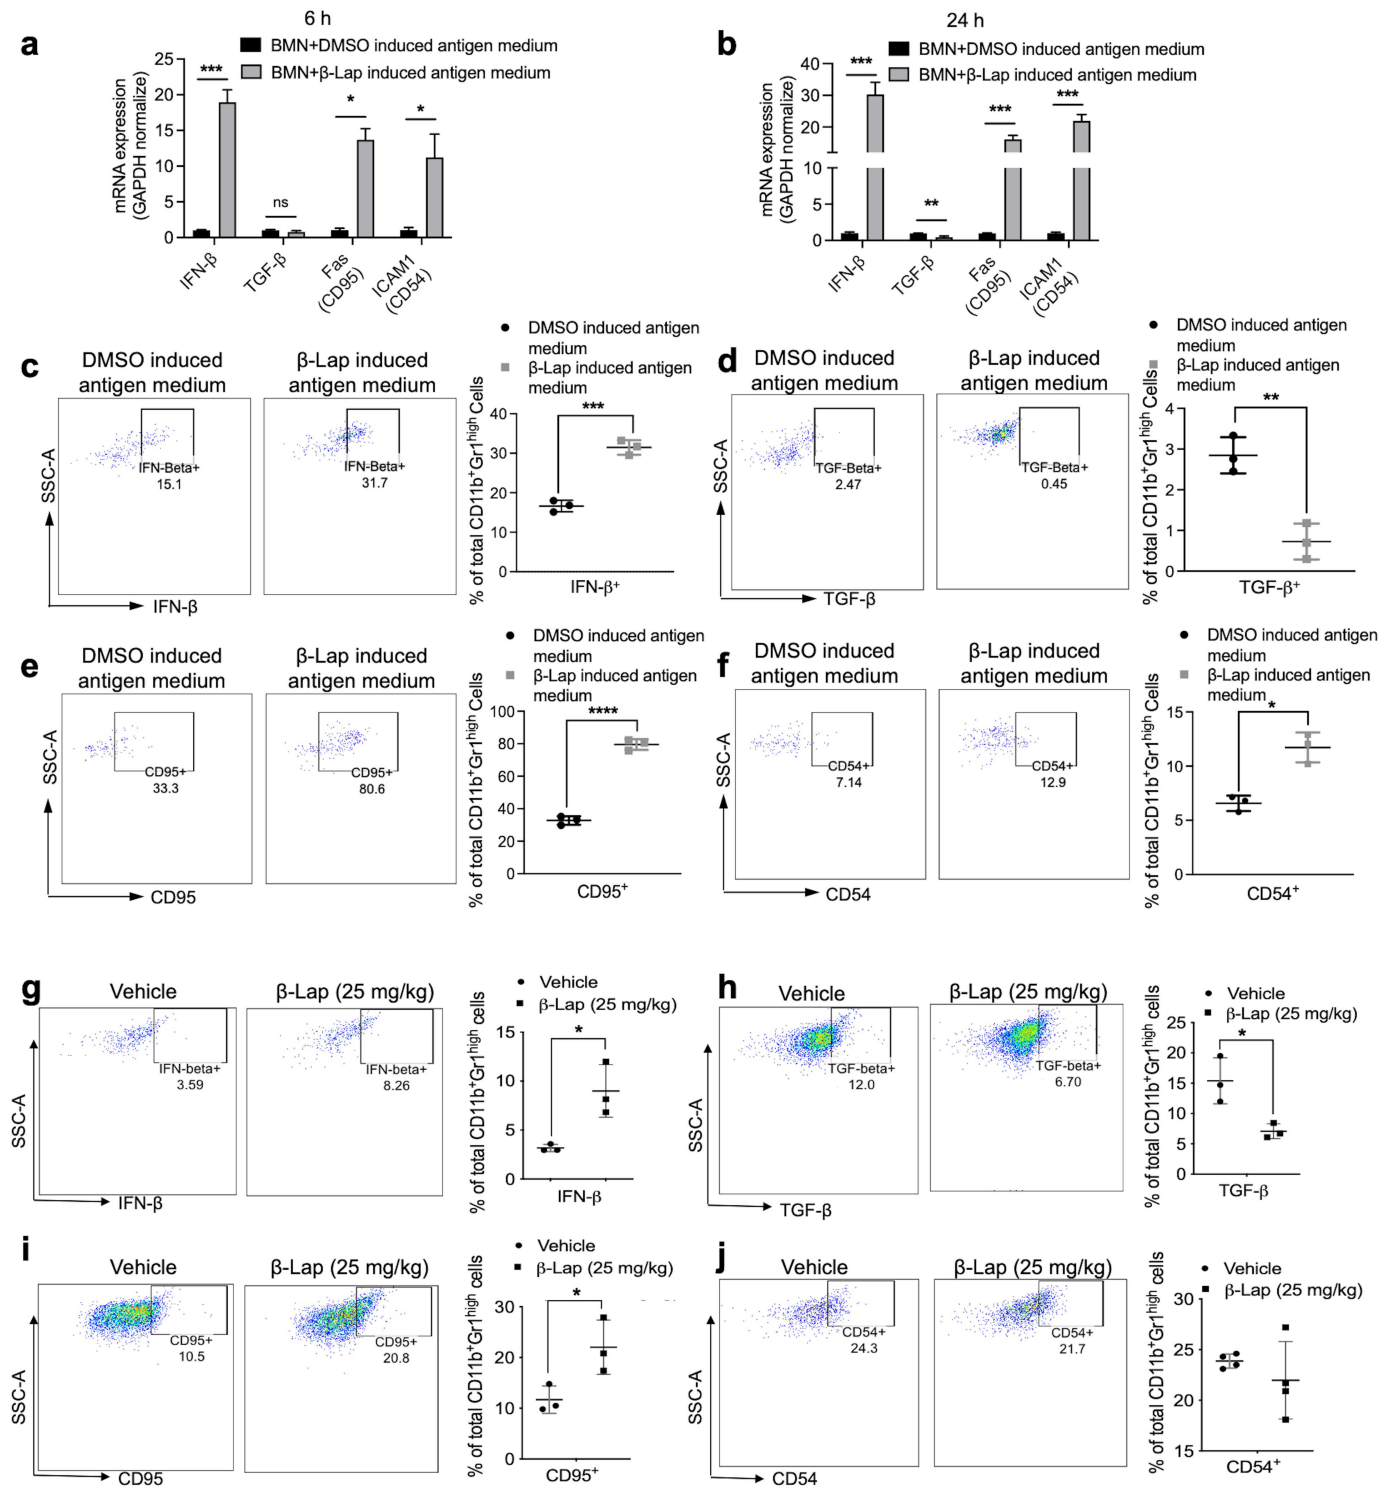 a
6 h
BMN+DMSO induced antigen medium
BMN+β-Lap induced antigen medium
mRNA expression
(GAPDH normalize)
25
20
15
10
5
0
***
ns
*
*
IFN-β
TGF-β
Fas
(CD95)
ICAM1
(CD54)
b
24 h
BMN+DMSO induced antigen medium
BMN+β-Lap induced antigen medium
mRNA expression
(GAPDH normalize)
40
30
20
10
5
0
***
**
***
***
IFN-β
TGF-β
Fas
(CD95)
ICAM1
(CD54)
c
DMSO induced
antigen medium
β-Lap induced
antigen medium
SSC-A
IFN-Beta+
15.1
IFN-Beta+
31.7
IFN-β
DMSO induced antigen
medium
β-Lap induced antigen
medium
% of total CD11b+Gr1high Cells
40
30
20
10
0
***
IFN-β+
d
DMSO induced
antigen medium
β-Lap induced
antigen medium
SSC-A
TGF-Beta+
2.47
TGF-Beta+
0.45
TGF-β
DMSO induced antigen
medium
β-Lap induced antigen
medium
% of total CD11b+Gr1high Cells
4
3
2
1
0
**
TGF-β+
e
DMSO induced
antigen medium
β-Lap induced
antigen medium
SSC-A
CD95+
33.3
CD95+
80.6
CD95
DMSO induced antigen
medium
β-Lap induced antigen
medium
% of total CD11b+Gr1high Cells
100
80
60
40
20
0
****
CD95+
f
DMSO induced
antigen medium
β-Lap induced
antigen medium
SSC-A
CD54+
7.14
CD54+
12.9
CD54
DMSO induced antigen
medium
β-Lap induced antigen
medium
% of total CD11b+Gr1high Cells
15
10
5
0
*
CD54+
g
Vehicle
β-Lap (25 mg/kg)
SSC-A
IFN-beta+
3.59
IFN-beta+
8.26
IFN-β
Vehicle
β-Lap (25 mg/kg)
% of total CD11b+Gr1high cells
15
10
5
0
*
IFN-β
h
Vehicle
β-Lap (25 mg/kg)
SSC-A
TGF-beta+
12.0
TGF-beta+
6.70
TGF-β
Vehicle
β-Lap (25 mg/kg)
% of total CD11b+Gr1high cells
25
20
15
10
5
0
*
TGF-β
i
Vehicle
β-Lap (25 mg/kg)
SSC-A
CD95+
10.5
CD95+
20.8
CD95
Vehicle
β-Lap (25 mg/kg)
% of total CD11b+Gr1high cells
30
20
10
0
*
CD95+
j
Vehicle
β-Lap (25 mg/kg)
SSC-A
CD54+
24.3
CD54+
21.7
CD54
Vehicle
β-Lap (25 mg/kg)
% of total CD11b+Gr1high cells
30
25
20
15
CD54+